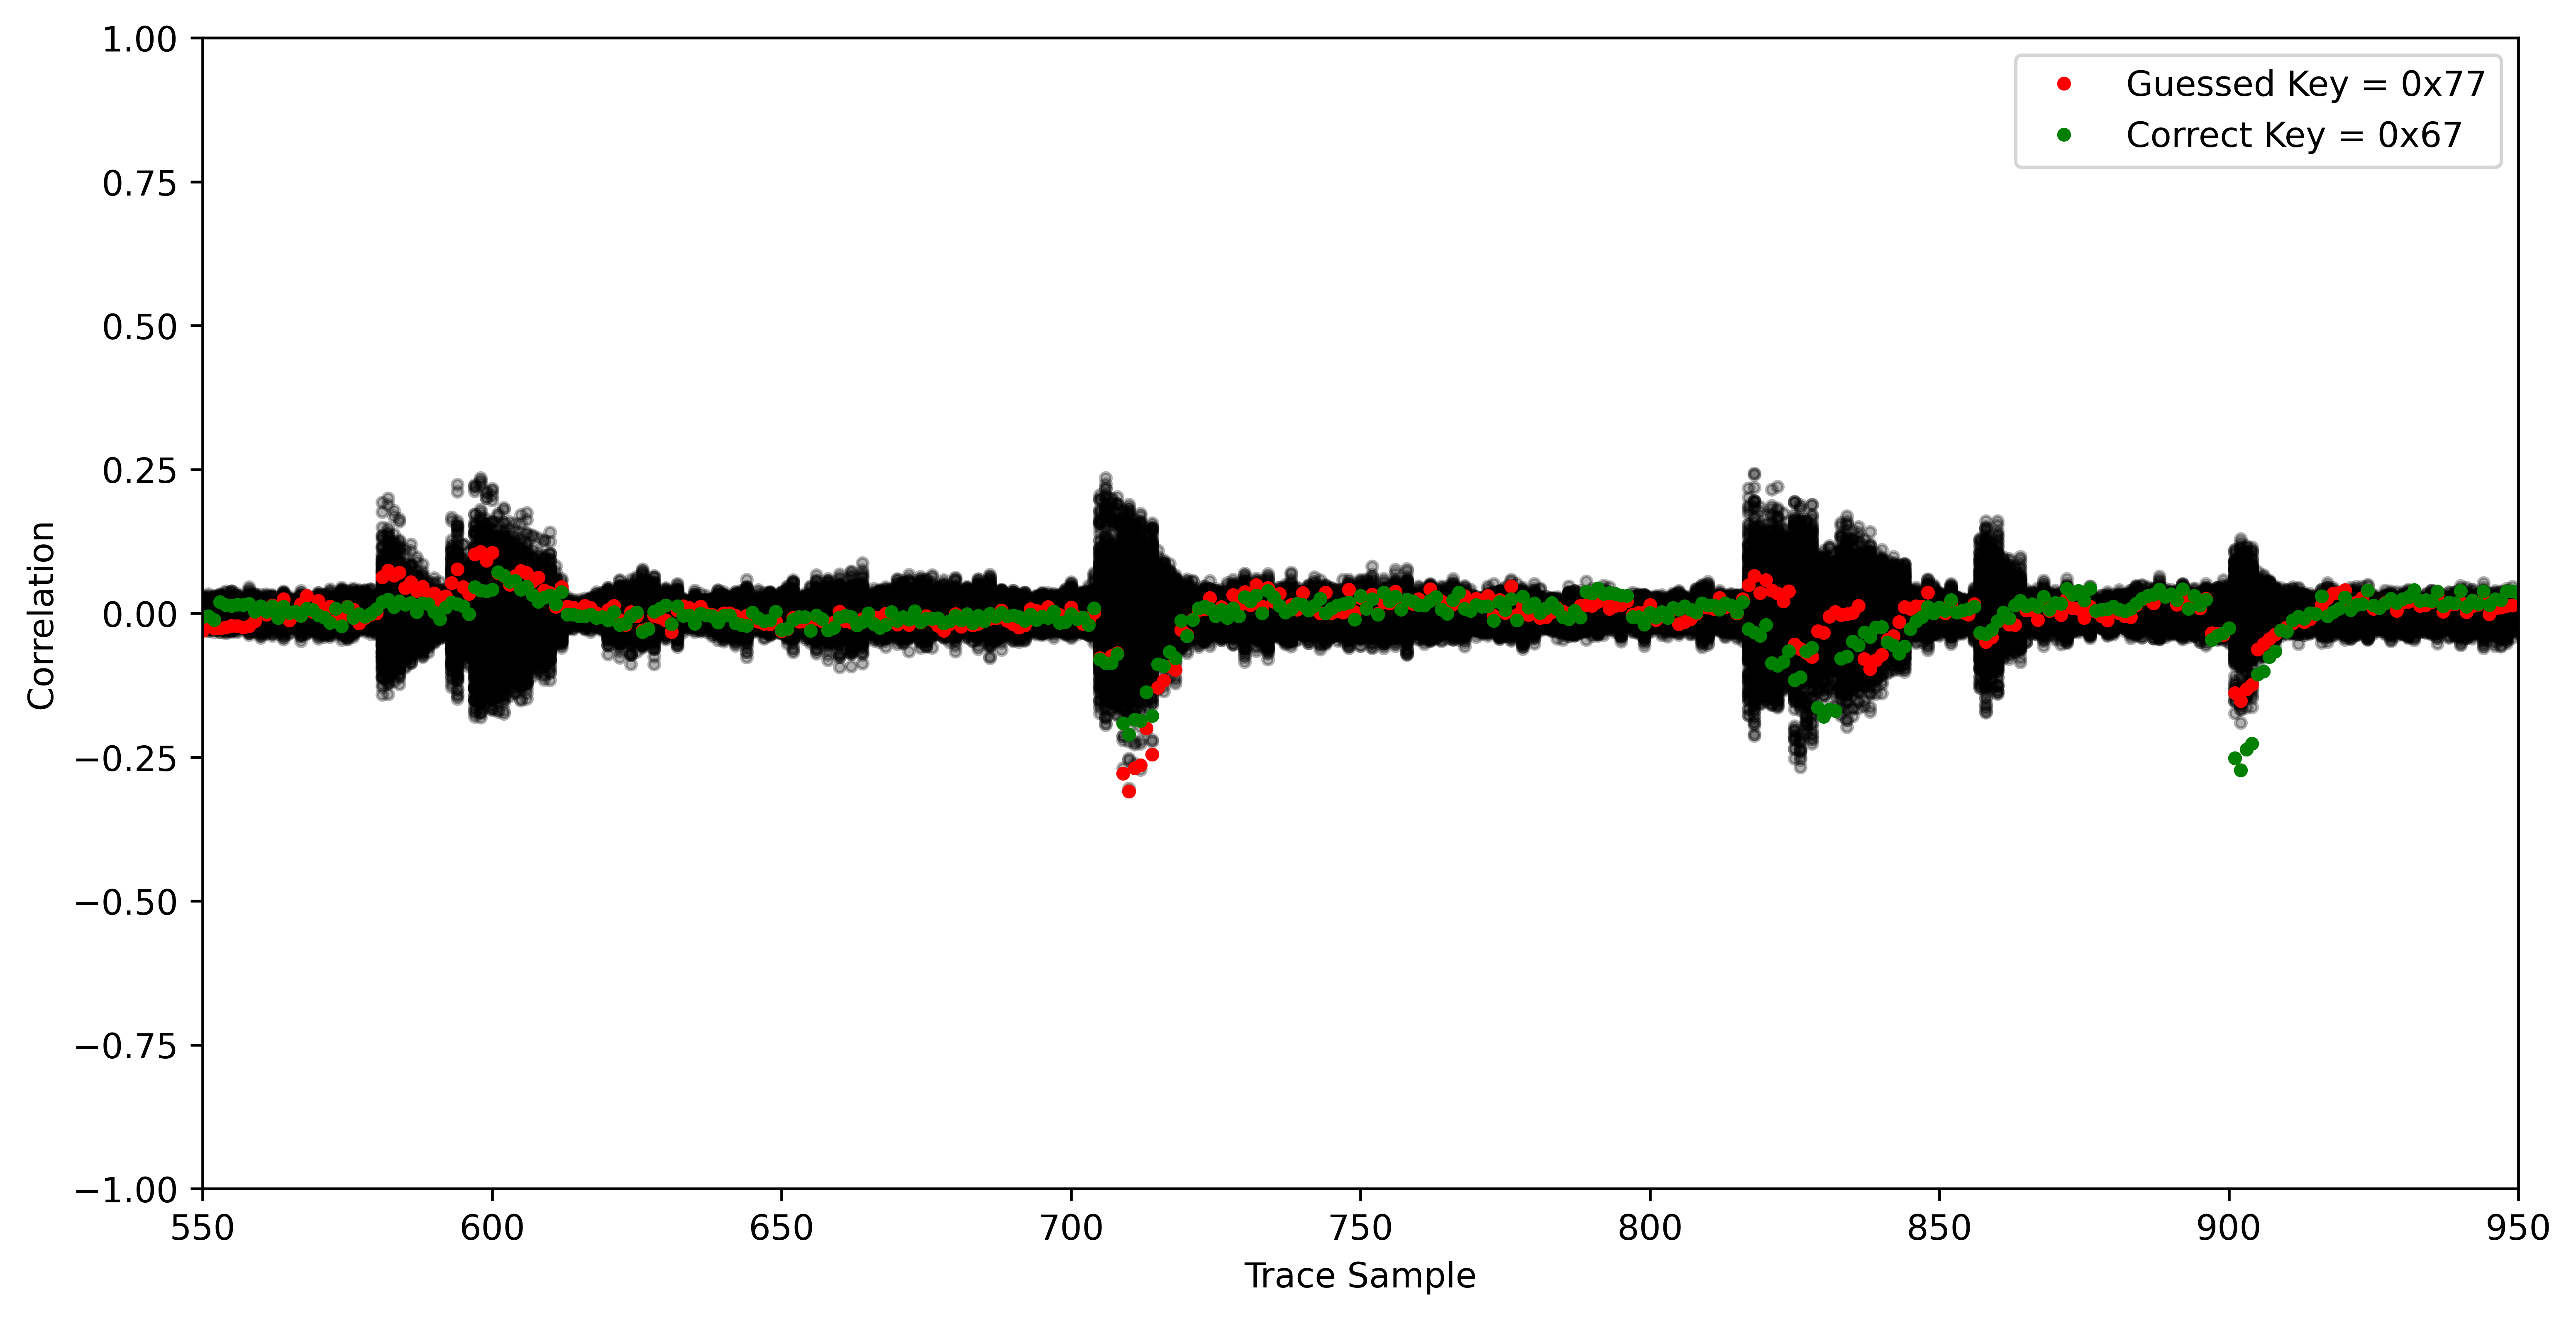 Guessed Key = 0x77
Correct Key = 0x67
1.00
0.75
0.50
0.25
0.00
−0.25
−0.50
−0.75
−1.00
Correlation
550 600 650 700 750 800 850 900 950
Trace Sample